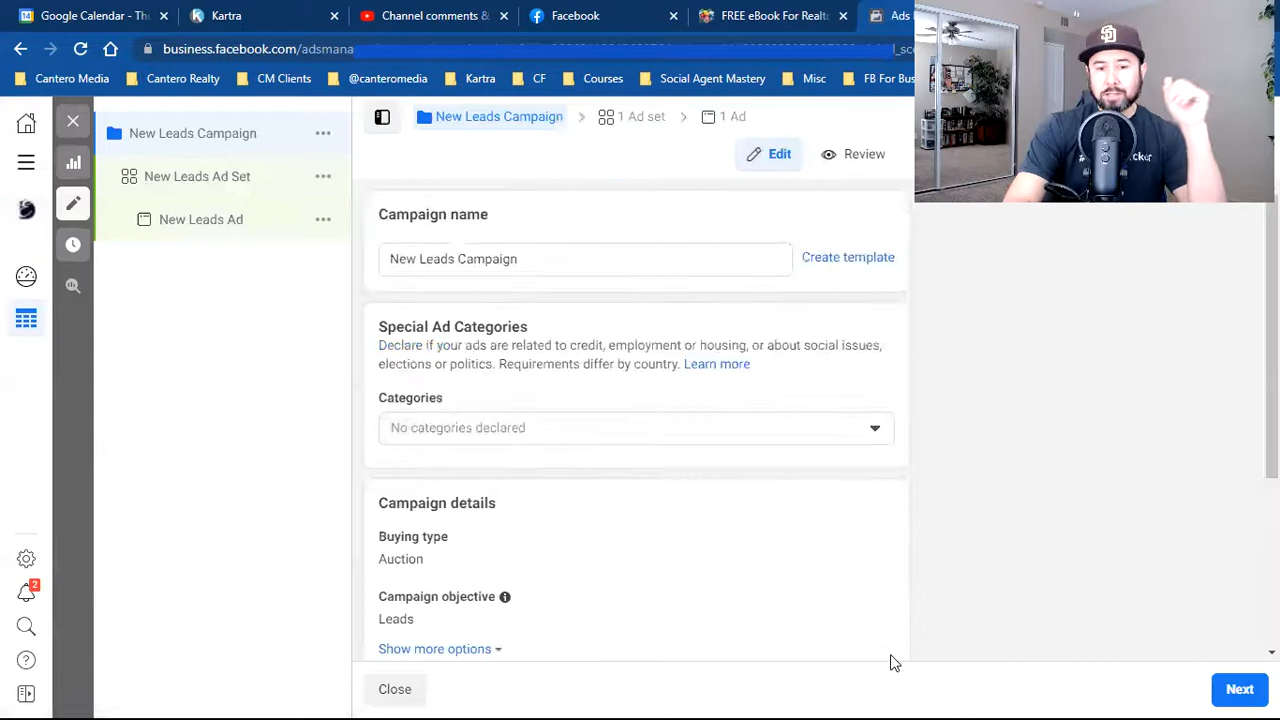 Google Calendar - Thu
Kartra
Channel comments &
Facebook
FREE eBook For Realto
Ads
business.facebook.com/adsmana
Cantero Media
Cantero Realty
CM Clients
@canteromedia
Kartra
CF
Courses
Social Agent Mastery
Misc
FB For Bus
New Leads Campaign
New Leads Ad Set
New Leads Ad
New Leads Campaign
1 Ad set
1 Ad
Edit
Review
Campaign name
New Leads Campaign
Create template
Special Ad Categories
Declare if your ads are related to credit, employment or housing, or about social issues,
elections or politics. Requirements differ by country. Learn more
Categories
No categories declared
Campaign details
Buying type
Auction
Campaign objective
Leads
Show more options
2
Close
Next
SD